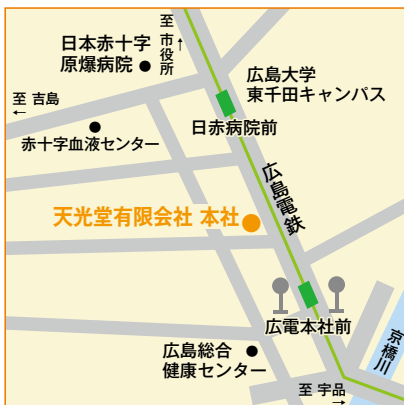 至
市
役
所
↑
日本赤十字
原爆病院
広島大学
東千田キャンパス
至 吉島
←
日赤病院前
赤十字血液センター
広島電鉄
天光堂有限会社 本社
広電本社前
京橋川
広島総合
健康センター
至 宇品
→